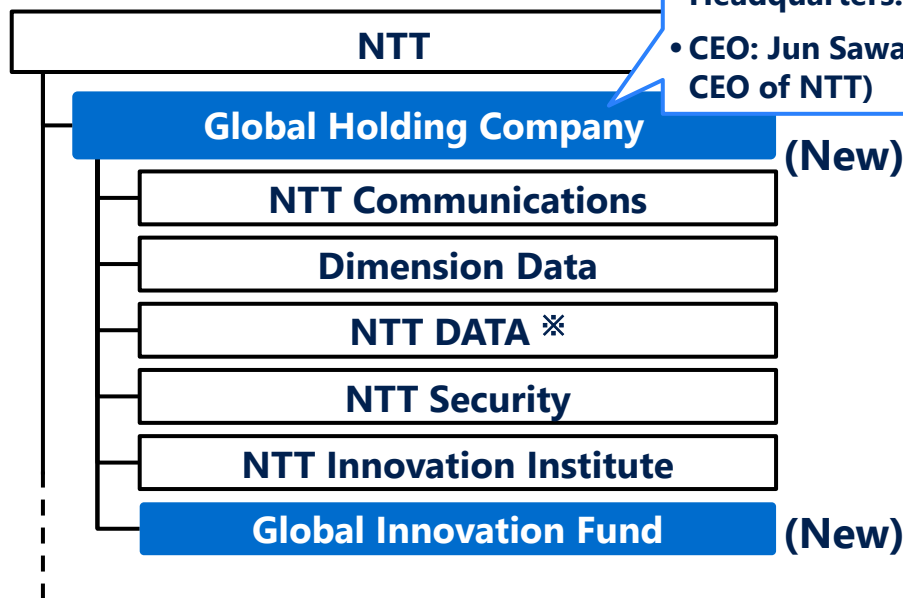 Headquarters:
NTT
• CEO: Jun Sawa
CEO of NTT)
Global Holding Company
(New)
NTT Communications
Dimension Data
NTT DATA ※
NTT Security
NTT Innovation Institute
Global Innovation Fund
(New)